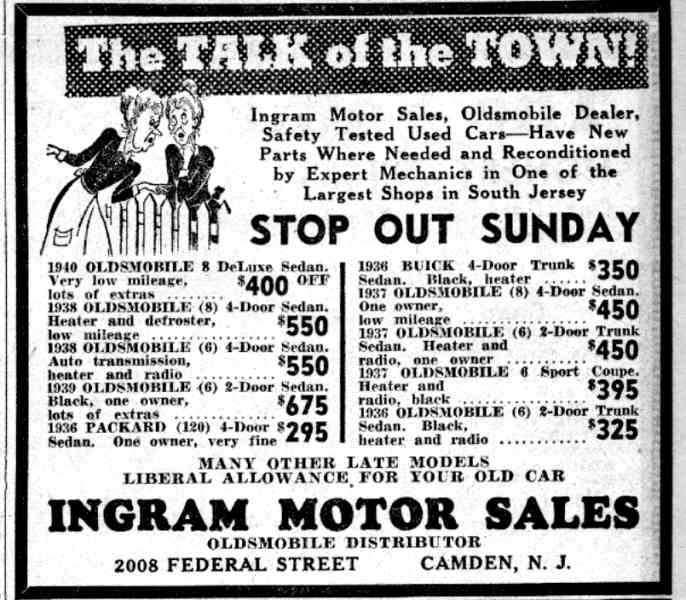 The TALK of the TOWN!
Ingram Motor Sales, Oldsmobile Dealer,
Safety Tested Used Cars—Have New
Parts Where Needed and Reconditioned
by Expert Mechanics in One of the
Largest Shops in South Jersey
STOP OUT SUNDAY
1940 OLDSMOBILE 8 DeLuxe Sedan.
Very low mileage, $400 OFF
lots of extras ........
1938 OLDSMOBILE (8) 4-Door Sedan.
Heater and defroster, $550
low mileage ..................
1938 OLDSMOBILE (6) 4-Door Sedan.
Auto transmission, $550
heater and radio ............
1939 OLDSMOBILE (6) 2-Door Sedan.
Black, one owner, $675
lots of extras ...............
1936 PACKARD (120) 4-Door $295
Sedan. One owner, very fine
1936 BUICK 4-Door Trunk $350
Sedan. Black, heater ......
1937 OLDSMOBILE (8) 4-Door Sedan.
One owner, $450
low mileage ..................
1937 OLDSMOBILE (6) 2-Door Trunk
Sedan. Heater and $450
radio, one owner ............
1937 OLDSMOBILE 6 Sport Coupe.
Heater and $395
radio, black .................
1936 OLDSMOBILE (6) 2-Door Trunk
Sedan. Black, $325
heater and radio ............
MANY OTHER LATE MODELS
LIBERAL ALLOWANCE FOR YOUR OLD CAR
INGRAM MOTOR SALES
OLDSMOBILE DISTRIBUTOR
2008 FEDERAL STREET CAMDEN, N. J.